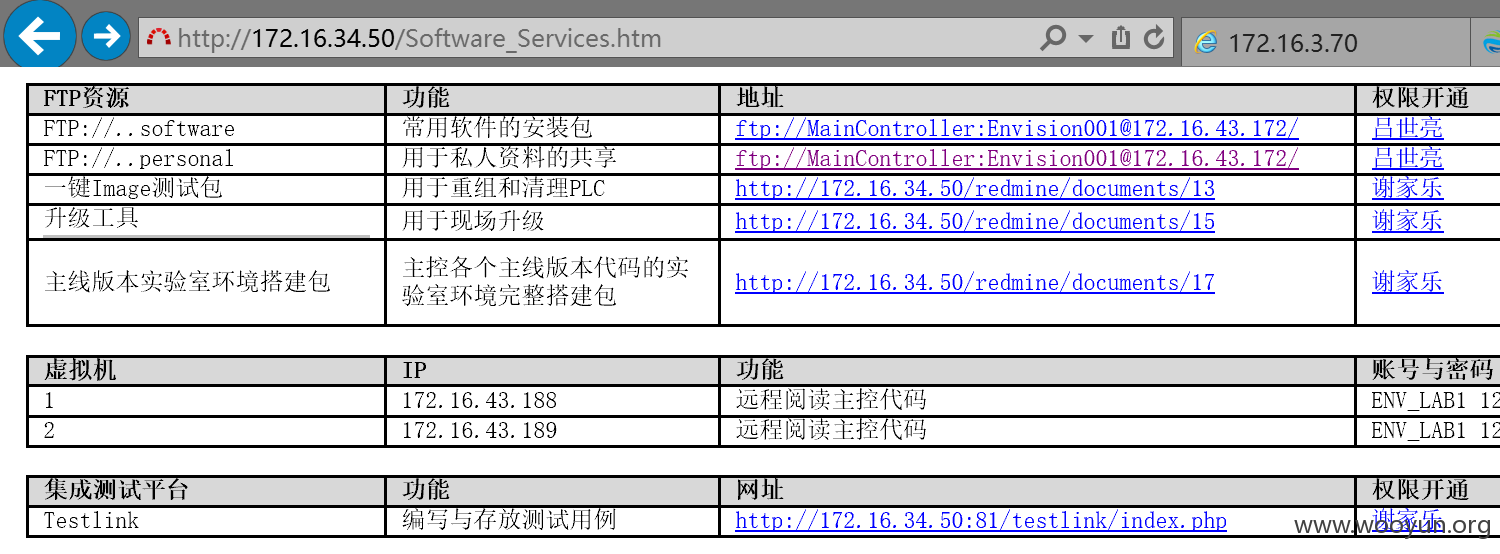 http://172.16.34.50/Software_Services.htm 172.16.3.70
FTP资源 功能 地址 权限开通
FTP://..software 常用软件的安装包 ftp://MainController:Envision001@172.16.43.172/ 吕世亮
FTP://..personal 用于私人资料的共享 ftp://MainController:Envision001@172.16.43.172/ 吕世亮
一键Image测试包 用于重组和清理PLC http://172.16.34.50/redmine/documents/13 谢家乐
升级工具 用于现场升级 http://172.16.34.50/redmine/documents/15 谢家乐
主线版本实验室环境搭建包 主控各个主线版本代码的实 http://172.16.34.50/redmine/documents/17 谢家乐
验室环境完整搭建包
虚拟机 IP 功能 账号与密码
1 172.16.43.188 远程阅读主控代码 ENV_LAB1 12
2 172.16.43.189 远程阅读主控代码 ENV_LAB1 12
集成测试平台 功能 网址 权限开通
Testlink 编写与存放测试用例 http://172.16.34.50:81/testlink/index.php 谢家乐
www.wooyun.org